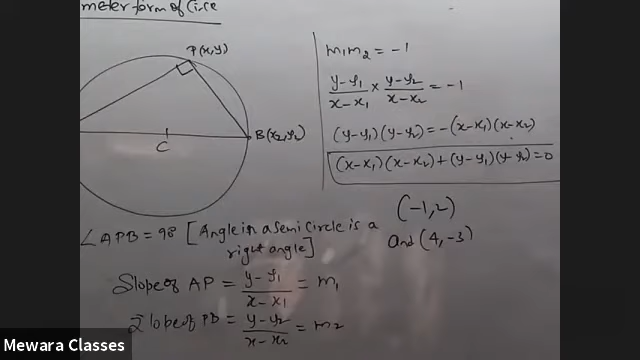 meter form of Circe
P(x,y)
B(x₂,y₂)
C
m₁m₂ = -1
y-y₁/x-x₁ × y-y₂/x-x₂ = -1
(y-y₁)(y-y₂) = -(x-x₁)(x-x₂)
(x-x₁)(x-x₂)+(y-y₁)(y-y₂)=0
(-1,2)
and (4,-3)
∠APB = 90 [Angle in a semi circle is a
right angle]
Slope of AP = y-y₁/x-x₁ = m₁
Slope of PB = y-y₂/x-x₂ = m₂
Mewara Classes